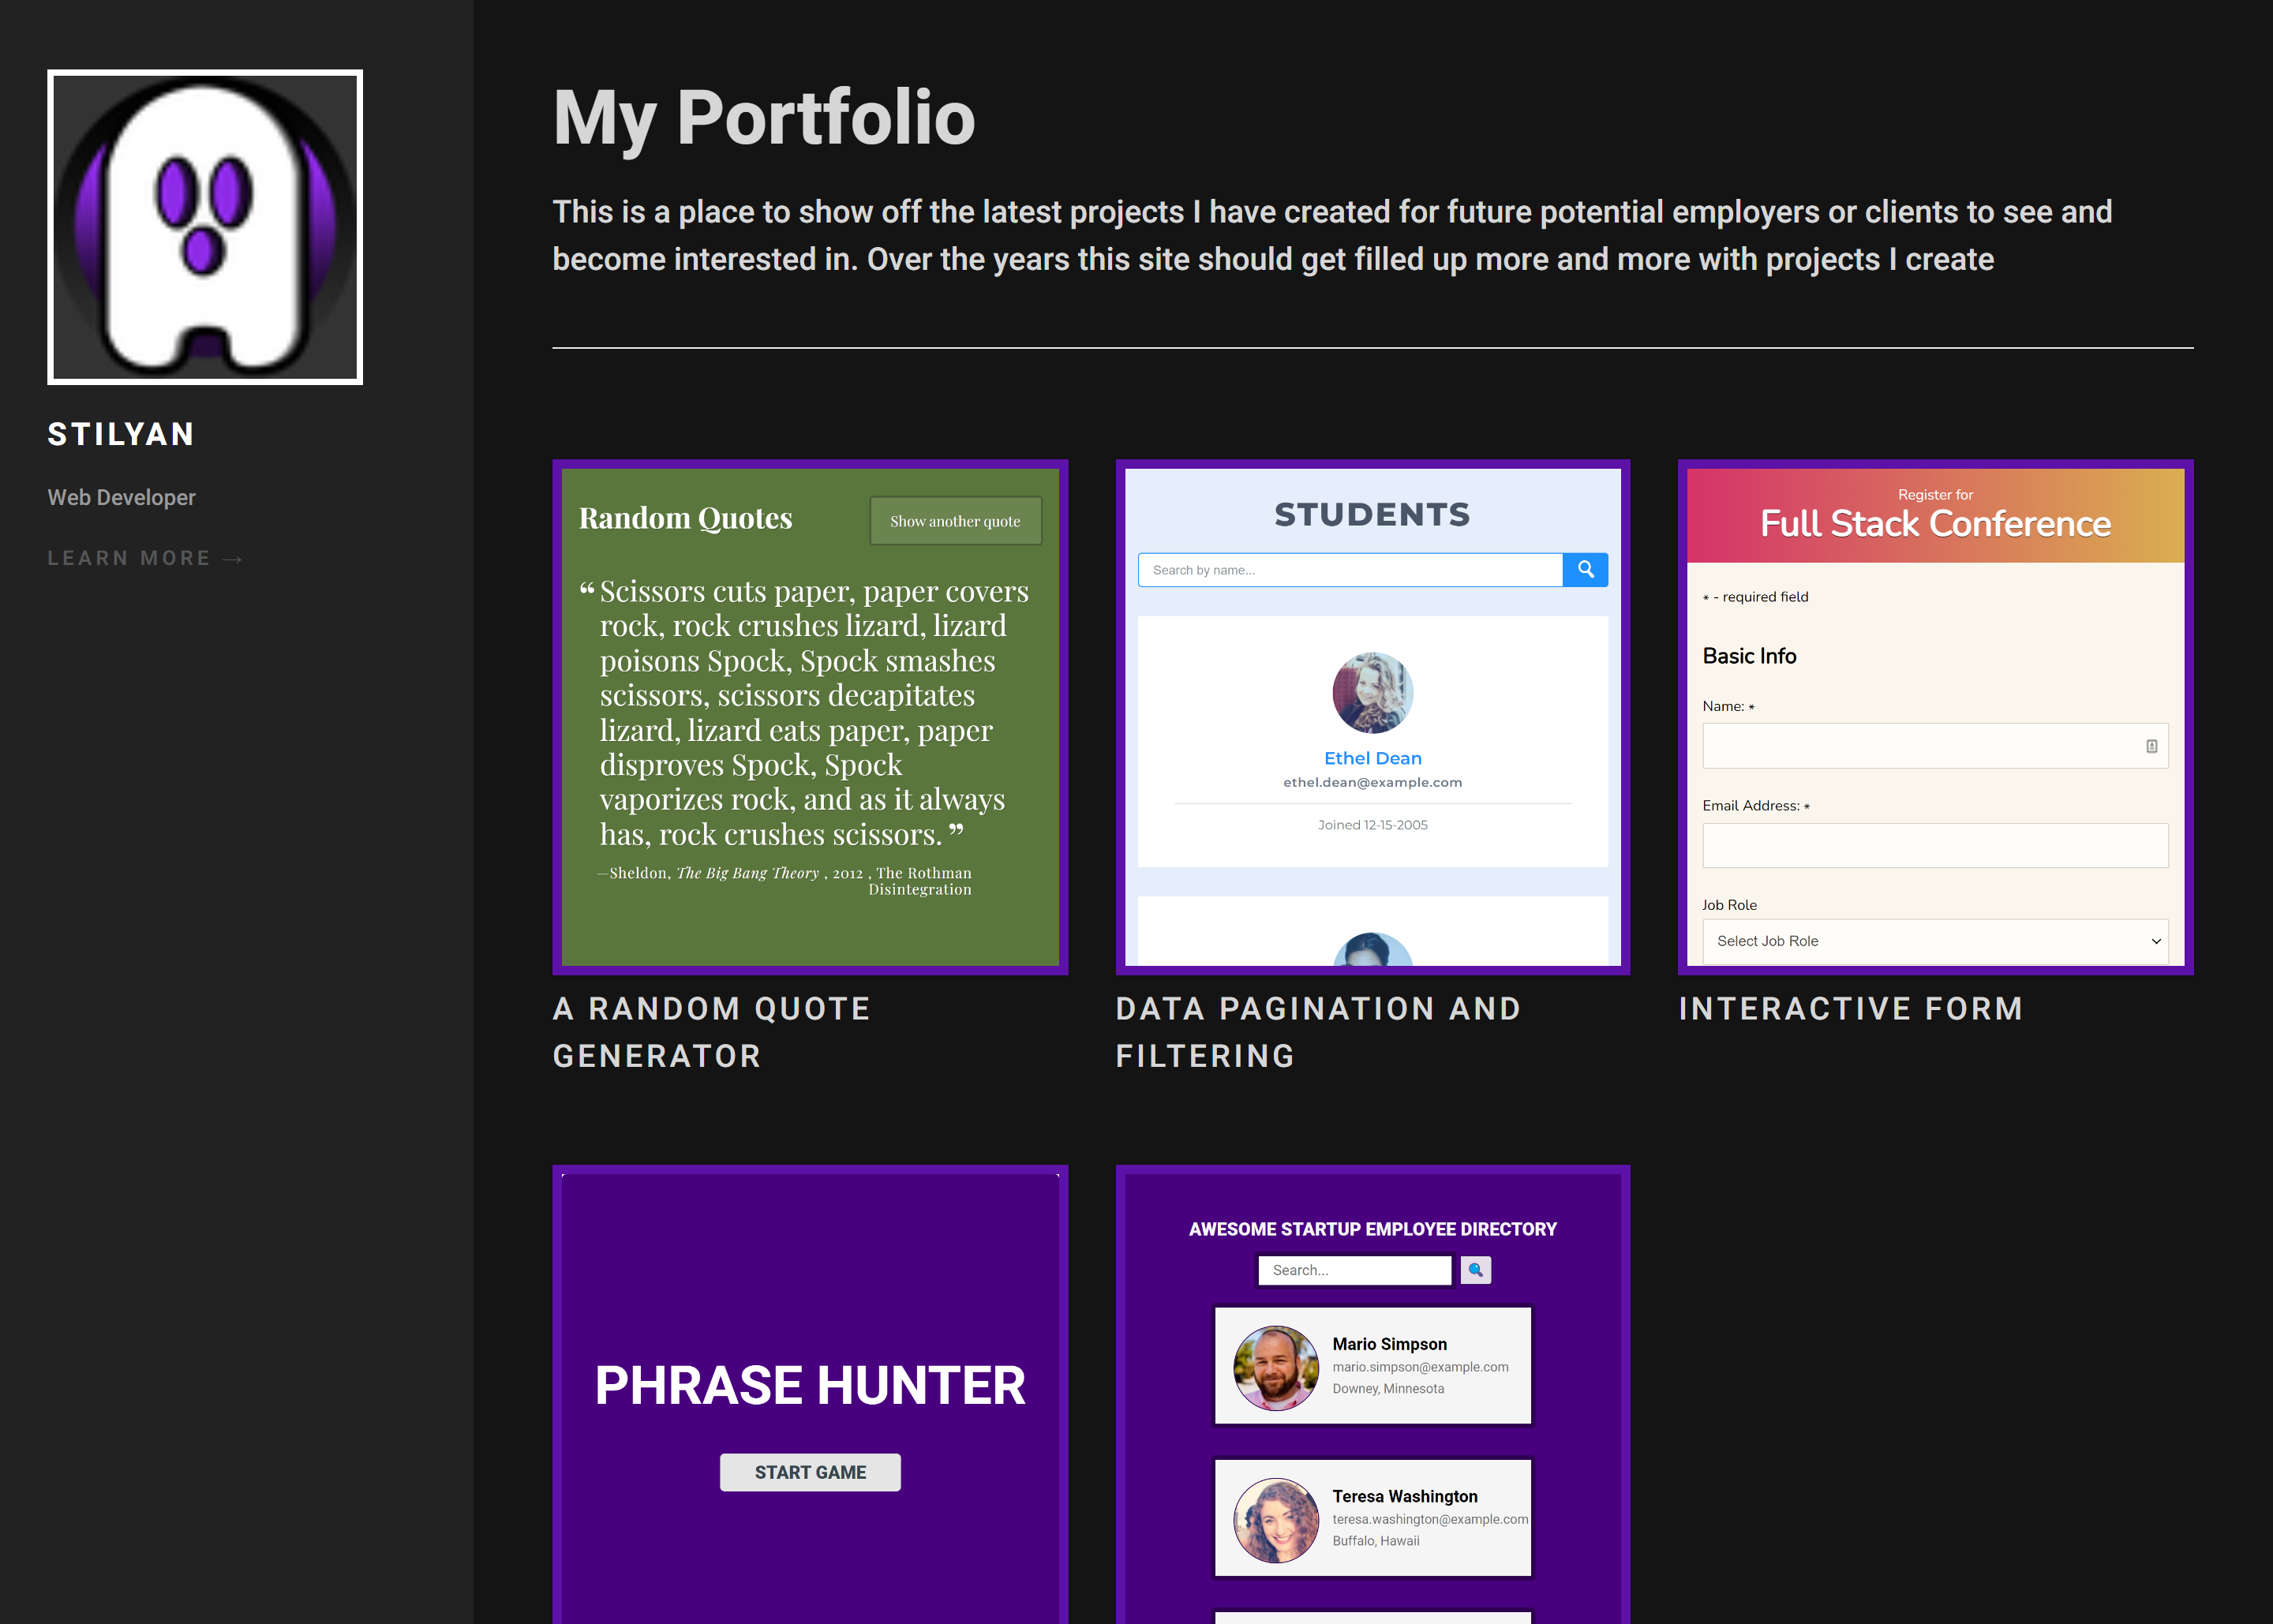 STILYAN
Web Developer
LEARN MORE →
My Portfolio
This is a place to show off the latest projects I have created for future potential employers or clients to see and
become interested in. Over the years this site should get filled up more and more with projects I create
Random Quotes
Show another quote
“ Scissors cuts paper, paper covers
rock, rock crushes lizard, lizard
poisons Spock, Spock smashes
scissors, scissors decapitates
lizard, lizard eats paper, paper
disproves Spock, Spock
vaporizes rock, and as it always
has, rock crushes scissors. ”
—Sheldon, The Big Bang Theory , 2012 , The Rothman
Disintegration
A RANDOM QUOTE
GENERATOR
STUDENTS
Search by name...
Ethel Dean
ethel.dean@example.com
Joined 12-15-2005
DATA PAGINATION AND
FILTERING
Register for
Full Stack Conference
* - required field
Basic Info
Name: *
Email Address: *
Job Role
Select Job Role
INTERACTIVE FORM
PHRASE HUNTER
START GAME
AWESOME STARTUP EMPLOYEE DIRECTORY
Search...
Mario Simpson
mario.simpson@example.com
Downey, Minnesota
Teresa Washington
teresa.washington@example.com
Buffalo, Hawaii